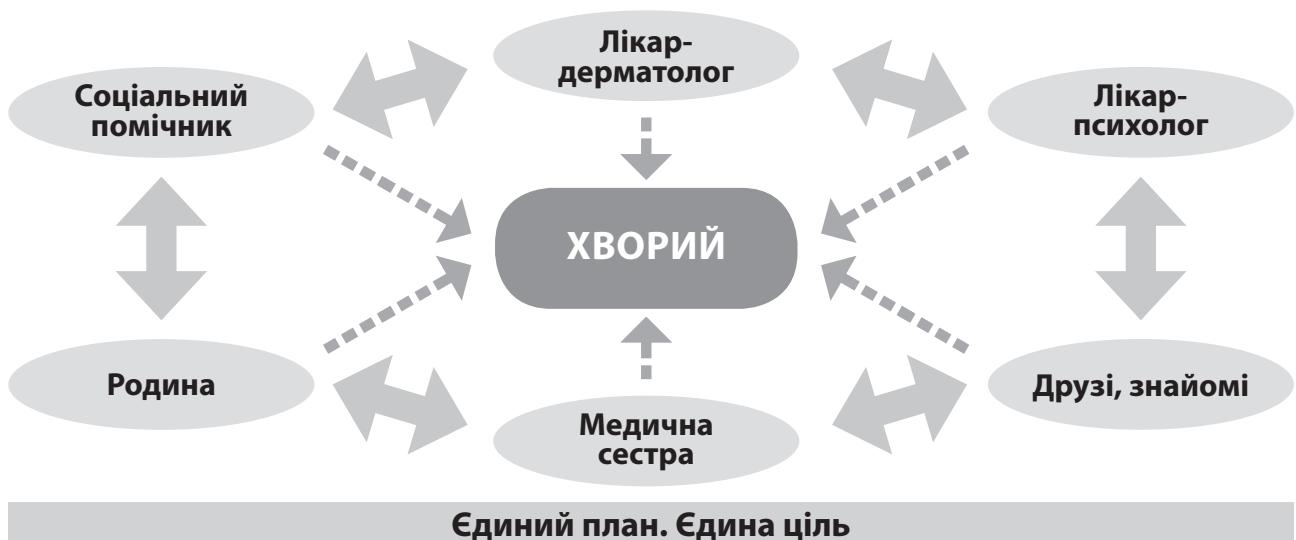 Лікар-
дерматолог
Соціальний
помічник
Лікар-
психолог
ХВОРИЙ
Родина
Друзі, знайомі
Медична
сестра
Єдиний план. Єдина ціль